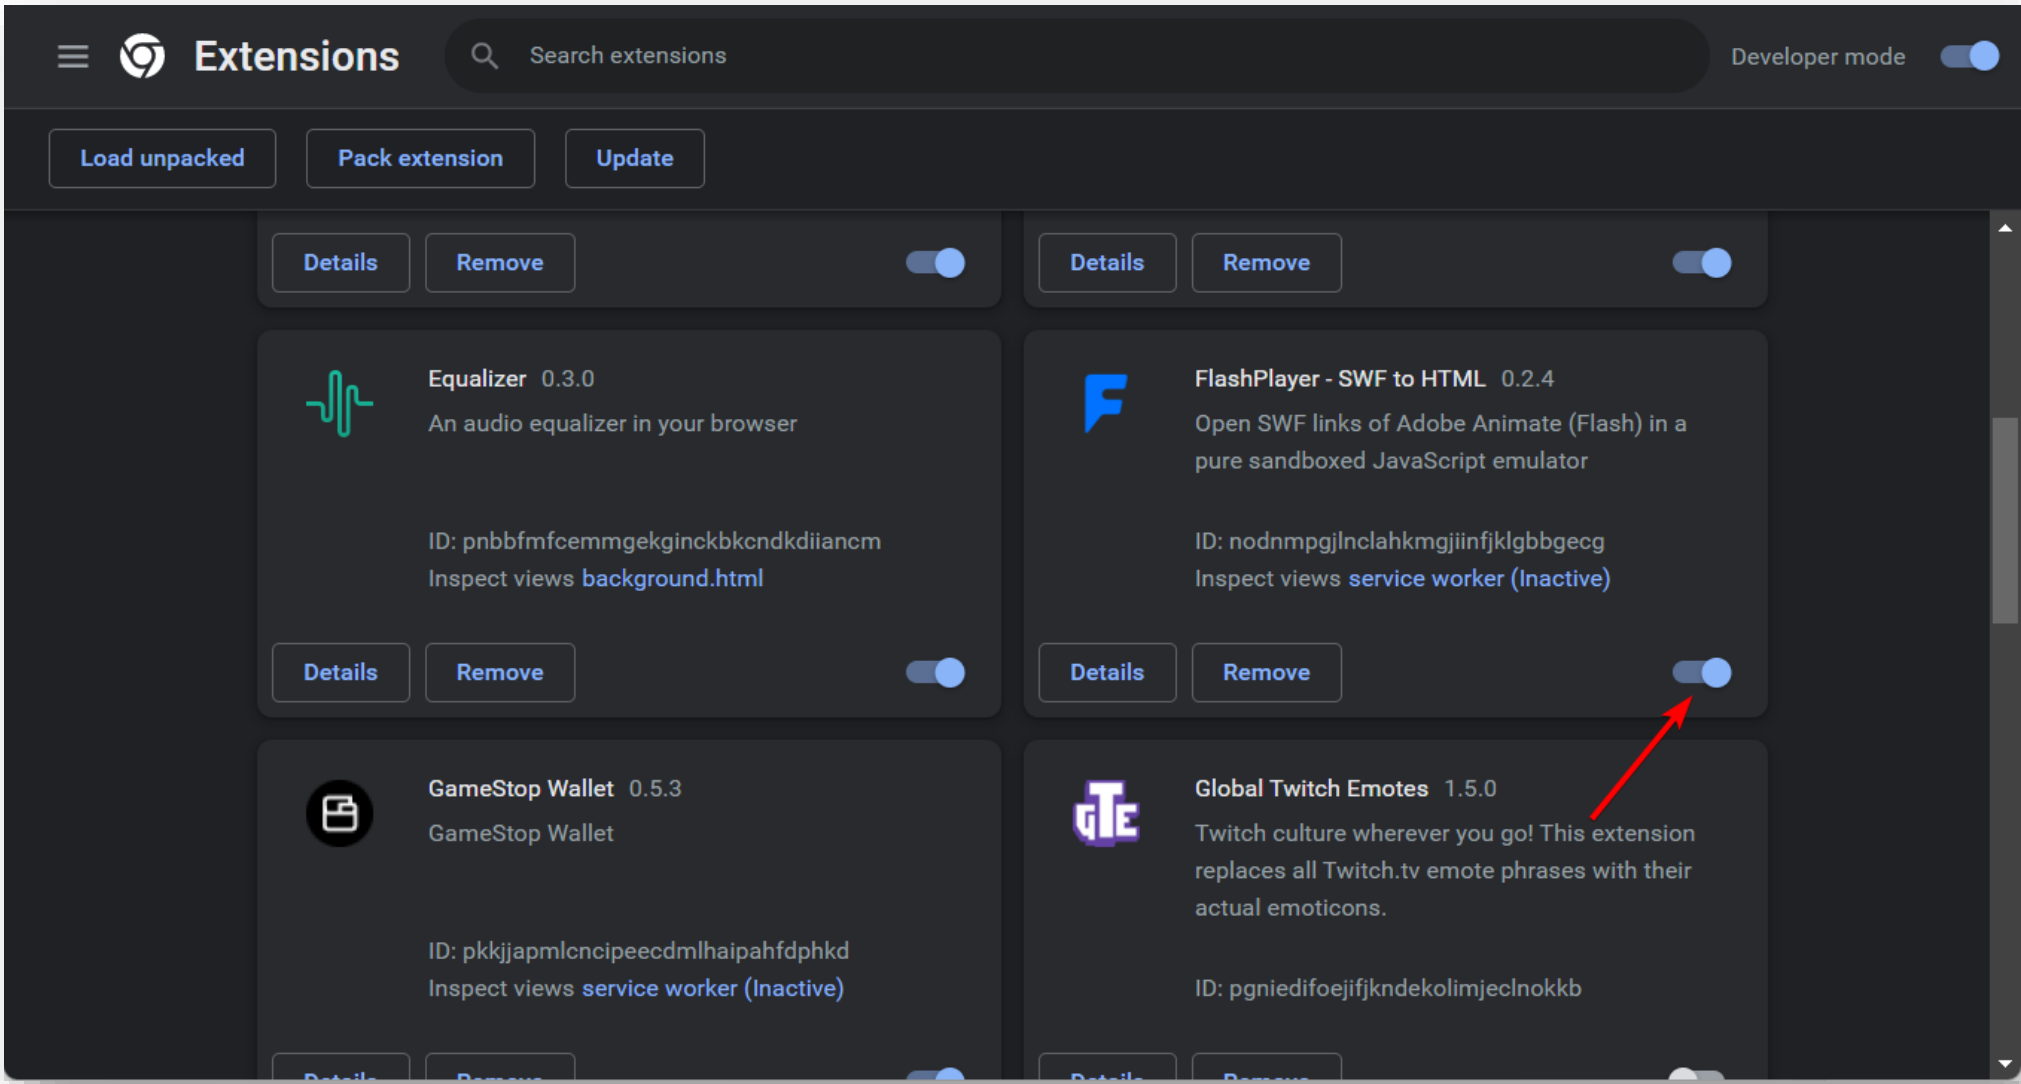 Extensions
Search extensions
Developer mode
Load unpacked
Pack extension
Update
Details
Remove
Details
Remove
Equalizer 0.3.0
An audio equalizer in your browser
ID: pnbbfmfcemmgekginckbkcndkdiiancm
Inspect views background.html
Details
Remove
FlashPlayer - SWF to HTML 0.2.4
Open SWF links of Adobe Animate (Flash) in a
pure sandboxed JavaScript emulator
ID: nodnmpgjlnclahkmgjiinfjklgbbgecg
Inspect views service worker (Inactive)
Details
Remove
GameStop Wallet 0.5.3
GameStop Wallet
ID: pkkjjapmlcncipeecdmlhaipahfdphkd
Inspect views service worker (Inactive)
Details
Remove
GTE
Global Twitch Emotes 1.5.0
Twitch culture wherever you go! This extension
replaces all Twitch.tv emote phrases with their
actual emoticons.
ID: pgniedifoejifjkndekolimjeclnokkb
Details
Remove